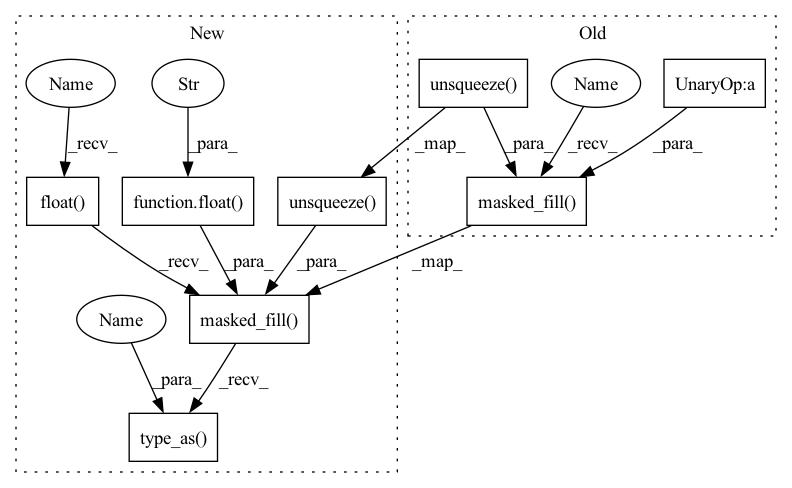 New
Old
Name
Str
unsqueeze()
Name
UnaryOp:a
_recv_
_para_
_map_
_para_
_recv_
_para_
float()
function.float()
unsqueeze()
masked_fill()
_recv_
_para_
_para_
_map_
Name
masked_fill()
_para_
_recv_
type_as()